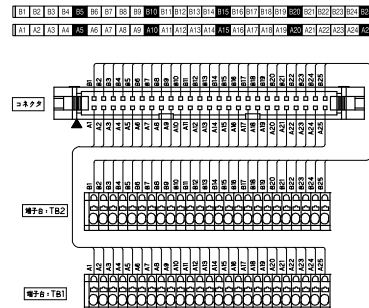 B1 B2 B3 B4 B5 B6 B7 B8 B9 B10 B11 B12 B13 B14 B15 B16 B17 B18 B19 B20 B21 B22 B23 B24
A1 A2 A3 A4 A5 A6 A7 A8 A9 A10 A11 A12 A13 A14 A15 A16 A17 A18 A19 A20 A21 A22 A23 A24
B1 B2 B3 B4 B5 B6 B7 B8 B9 B10 B11 B12 B13 B14 B15 B16 B17 B18 B19 B20 B21 B22 B23 B24 B25
コネクタ
A1 A2 A3 A4 A5 A6 A7 A8 A9 A10 A11 A12 A13 A14 A15 A16 A17 A18 A19 A20 A21 A22 A23 A24 A25
B1 B2 B3 B4 B5 B6 B7 B8 B9 B10 B11 B12 B13 B14 B15 B16 B17 B18 B19 B20 B21 B22 B23 B24 B25
端子台:TB2
A1 A2 A3 A4 A5 A6 A7 A8 A9 A10 A11 A12 A13 A14 A15 A16 A17 A18 A19 A20 A21 A22 A23 A24 A25
端子台:TB1